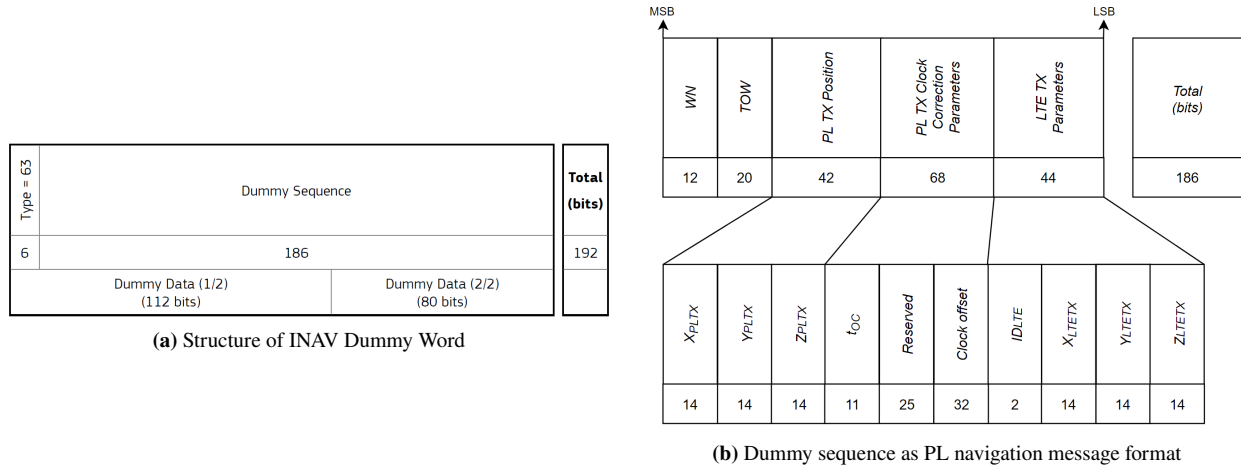 Type = 63
Dummy Sequence
Total
(bits)
6
186
192
Dummy Data (1/2)
(112 bits)
Dummy Data (2/2)
(80 bits)
(a) Structure of INAV Dummy Word
MSB
LSB
WN
TOW
PL TX Position
PL TX Clock
Correction
Parameters
LTE TX
Parameters
Total
(bits)
12
20
42
68
44
186
XPLTX
YPLTX
ZPLTX
tOC
Reserved
Clock offset
IDLTE
XLTETX
YLTETX
ZLTETX
14
14
14
11
25
32
2
14
14
14
(b) Dummy sequence as PL navigation message format